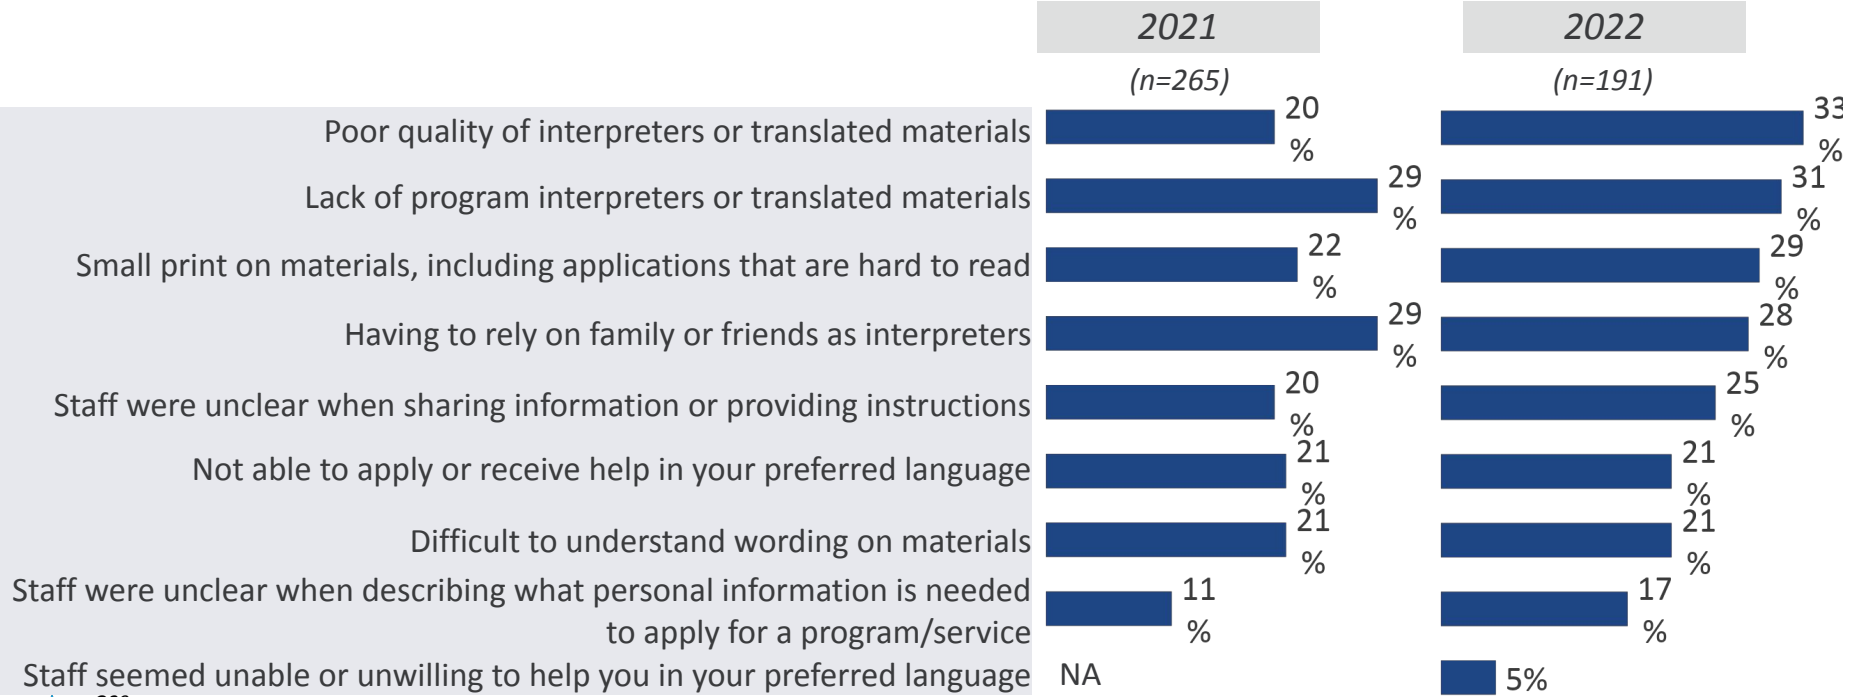 2021 2022
(n=265) (n=191)
Poor quality of interpreters or translated materials 20% 33%
Lack of program interpreters or translated materials 29% 31%
Small print on materials, including applications that are hard to read 22% 29%
Having to rely on family or friends as interpreters 29% 28%
Staff were unclear when sharing information or providing instructions 20% 25%
Not able to apply or receive help in your preferred language 21% 21%
Difficult to understand wording on materials 21% 21%
Staff were unclear when describing what personal information is needed
to apply for a program/service 11% 17%
Staff seemed unable or unwilling to help you in your preferred language NA 5%